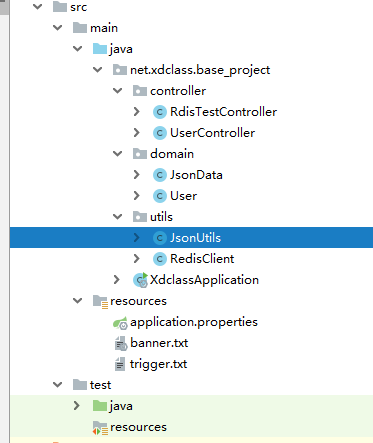 src
main
java
net.xdclass.base_project
controller
RdisTestController
UserController
domain
JsonData
User
utils
JsonUtils
RedisClient
XdclassApplication
resources
application.properties
banner.txt
trigger.txt
test
java
resources